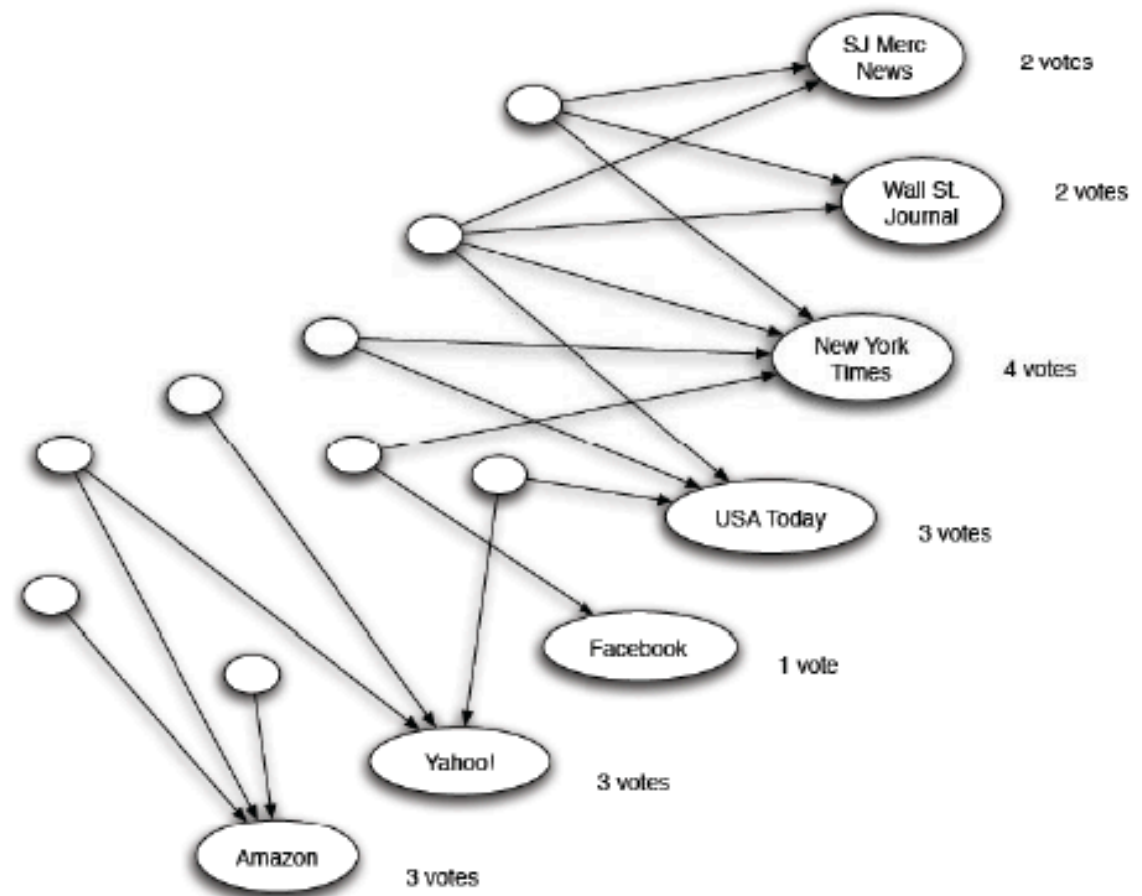 SJ Merc
News
2 votes
Wall St.
Journal
2 votes
New York
Times
4 votes
USA Today
3 votes
Facebook
1 vote
Yahoo!
3 votes
Amazon
3 votes